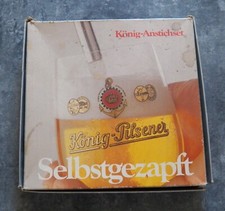 König-Anstichset
König-Pilsener
Selbstgezapft